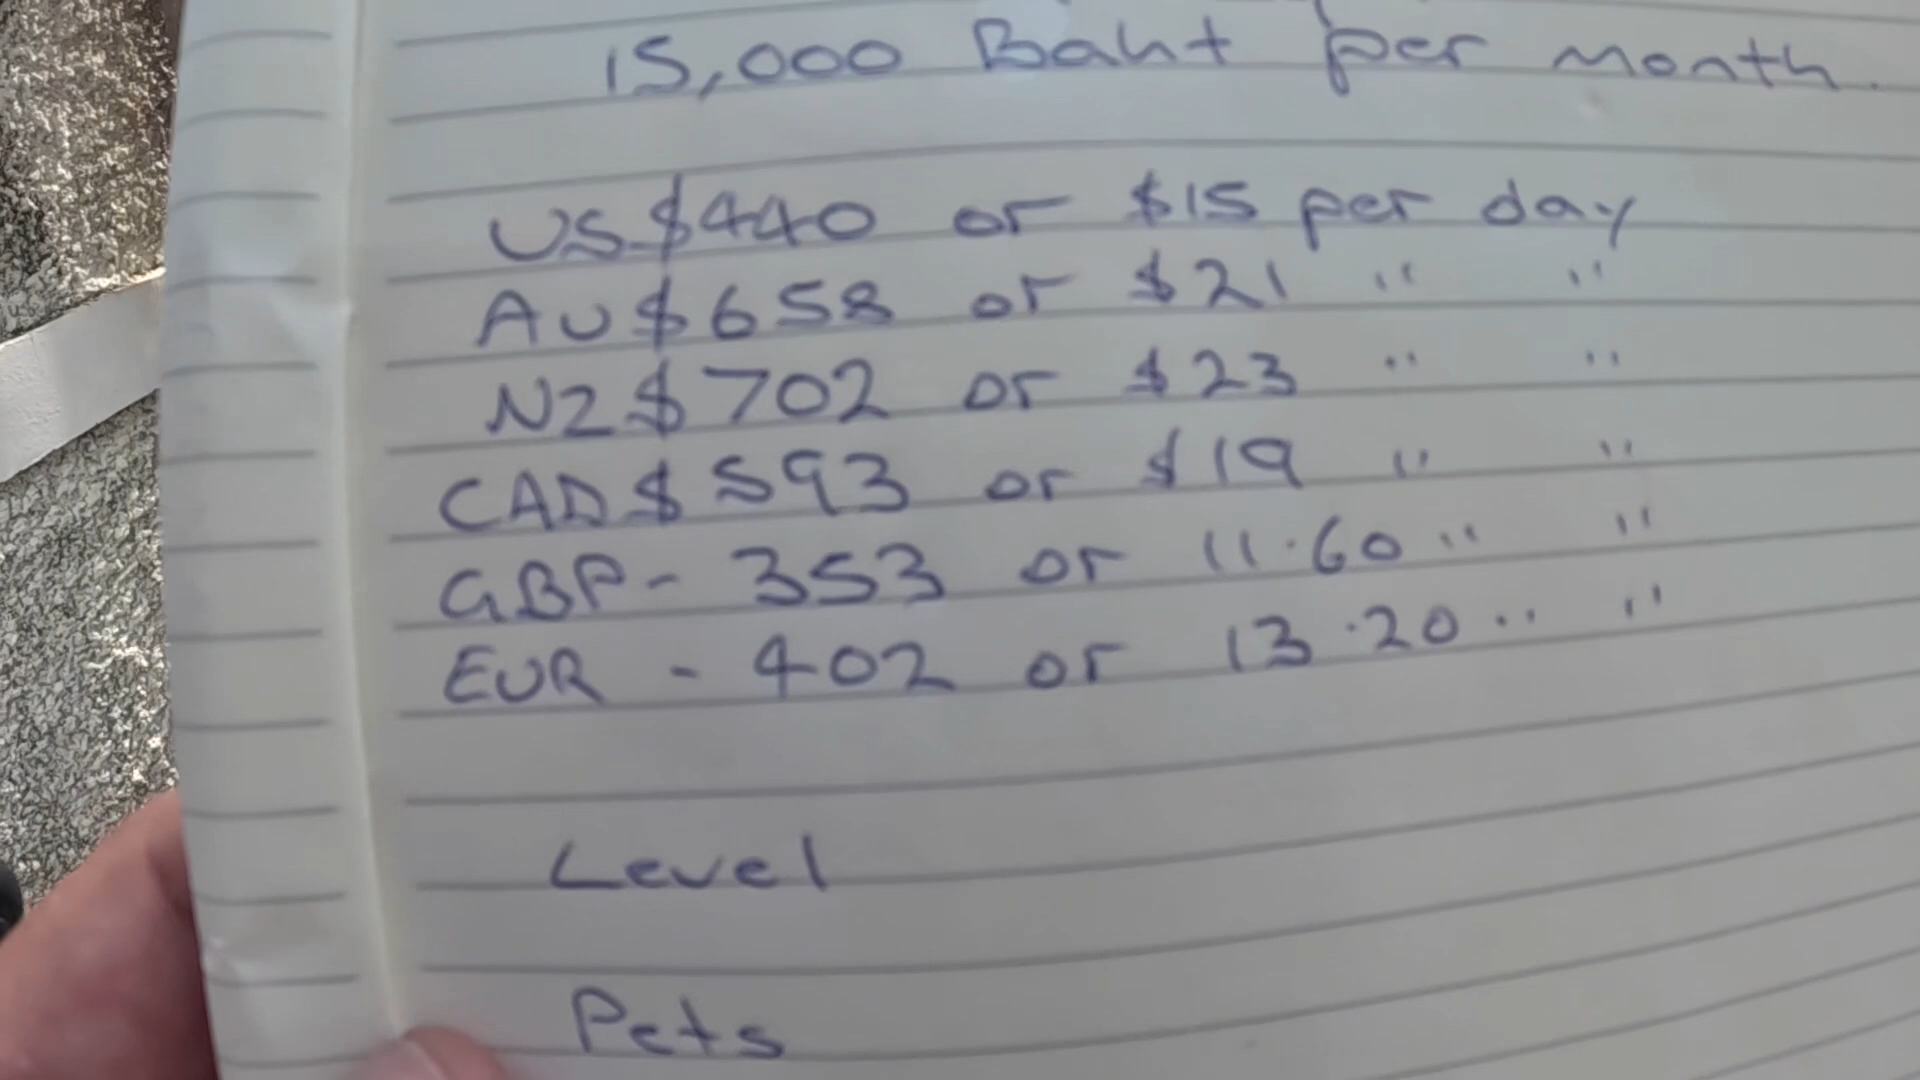 15,000 Baht per month.
US$440 or $15 per day
AU$658 or $21 " "
NZ$702 or $23 " "
CAD$593 or $19 " "
GBP - 353 or 11.60 " "
EUR - 402 or 13.20 " "
Level
Pets